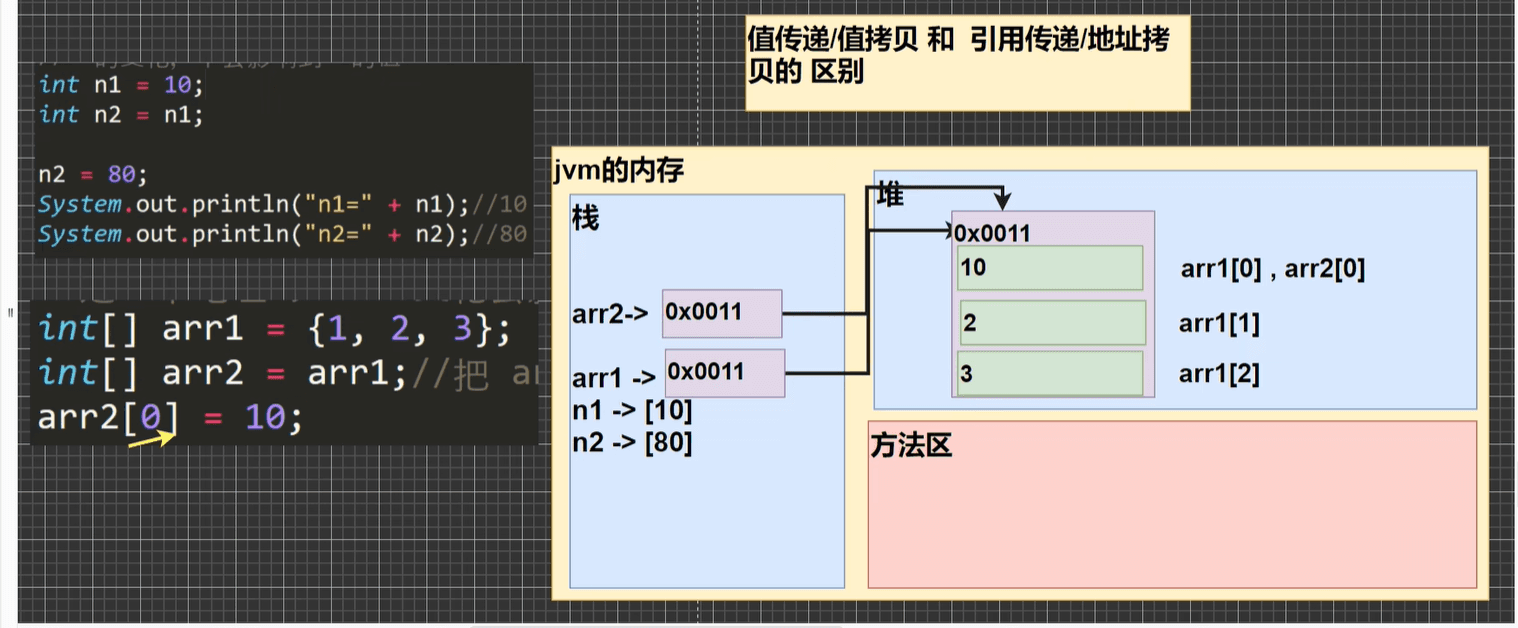 值传递/值拷贝 和 引用传递/地址拷
贝的 区别
int n1 = 10;
int n2 = n1;
n2 = 80;
System.out.println("n1=" + n1);//10
System.out.println("n2=" + n2);//80
int[] arr1 = {1, 2, 3};
int[] arr2 = arr1;//把
arr2[0] = 10;
"
jvm的内存
栈
arr2-> 0x0011
arr1 -> 0x0011
n1 -> [10]
n2 -> [80]
堆
0x0011
10 arr1[0] , arr2[0]
2 arr1[1]
3 arr1[2]
方法区